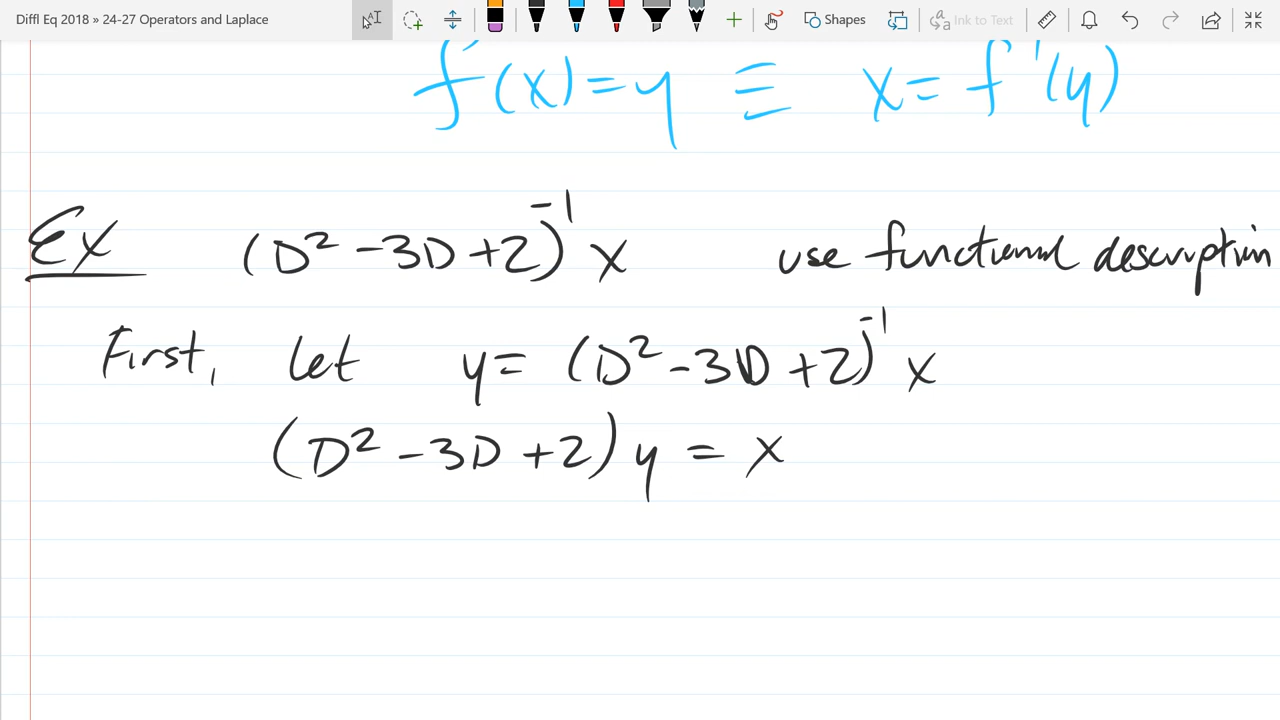 Diffl Eq 2018 » 24-27 Operators and Laplace Shapes Ink to Text
f(x)=y ≡ x=f⁻¹(y)
Ex (D² -3D +2)⁻¹ x use functional description
First, let y= (D² -3D +2)⁻¹ x
(D² -3D +2) y = x